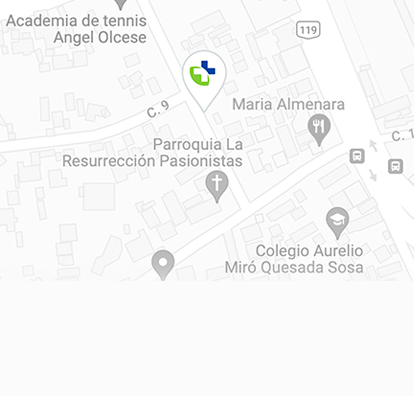 Academia de tennis
Angel Olcese
119
C. 9
Maria Almenara
C. 1
Parroquia La
Resurrección Pasionistas
Colegio Aurelio
Miró Quesada Sosa